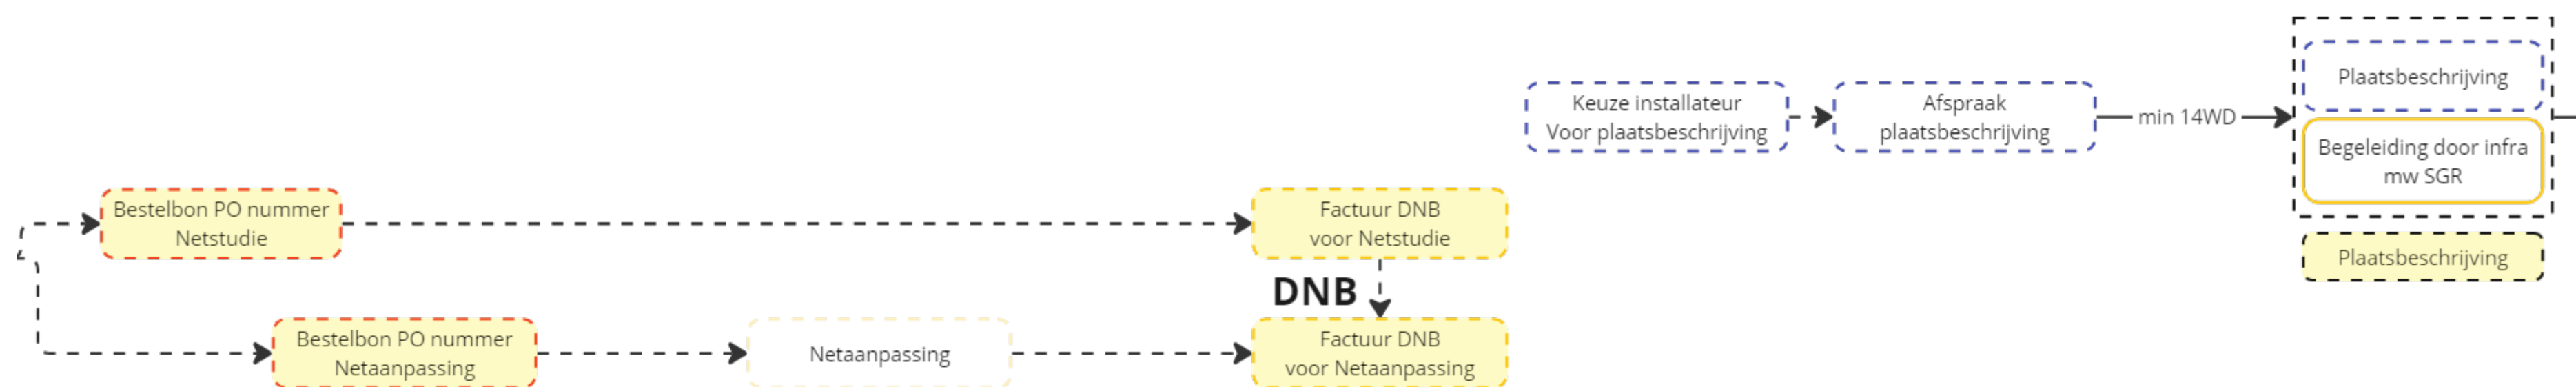 Bestelbon PO nummer
Netstudie
Bestelbon PO nummer
Netaanpassing
Netaanpassing
Factuur DNB
voor Netstudie
DNB
Factuur DNB
voor Netaanpassing
Keuze installateur
Voor plaatsbeschrijving
Afspraak
plaatsbeschrijving
min 14WD
Plaatsbeschrijving
Begeleiding door infra
mw SGR
Plaatsbeschrijving